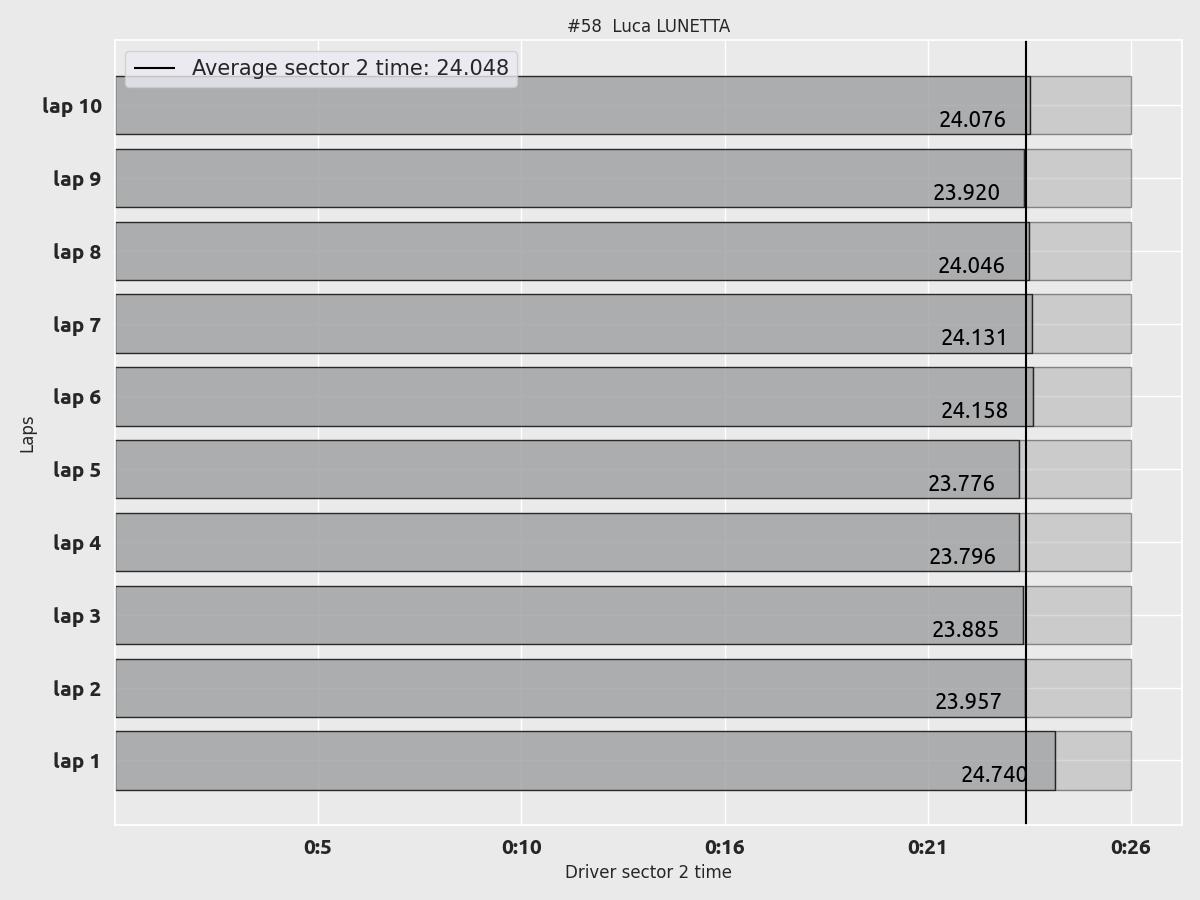 #58  Luca LUNETTA
Average sector 2 time: 24.048
lap 10
24.076
lap 9
23.920
lap 8
24.046
lap 7
24.131
lap 6
24.158
lap 5
23.776
lap 4
23.796
lap 3
23.885
lap 2
23.957
lap 1
24.740
Laps
0:5
0:10
0:16
0:21
0:26
Driver sector 2 time